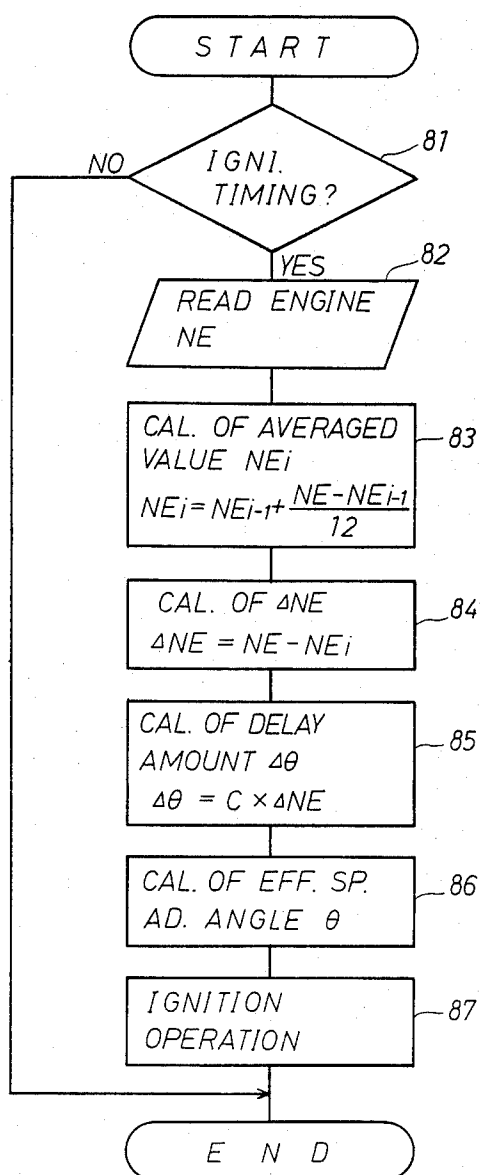 START
81
NO
IGNI.
TIMING?
YES
82
READ ENGINE
NE
83
CAL. OF AVERAGED
VALUE NEi
NEi = NEi-1 + NE-NEi-1 / 12
84
CAL. OF ΔNE
ΔNE = NE - NEi
85
CAL. OF DELAY
AMOUNT Δθ
Δθ = C × ΔNE
86
CAL. OF EFF. SP.
AD. ANGLE θ
87
IGNITION
OPERATION
END